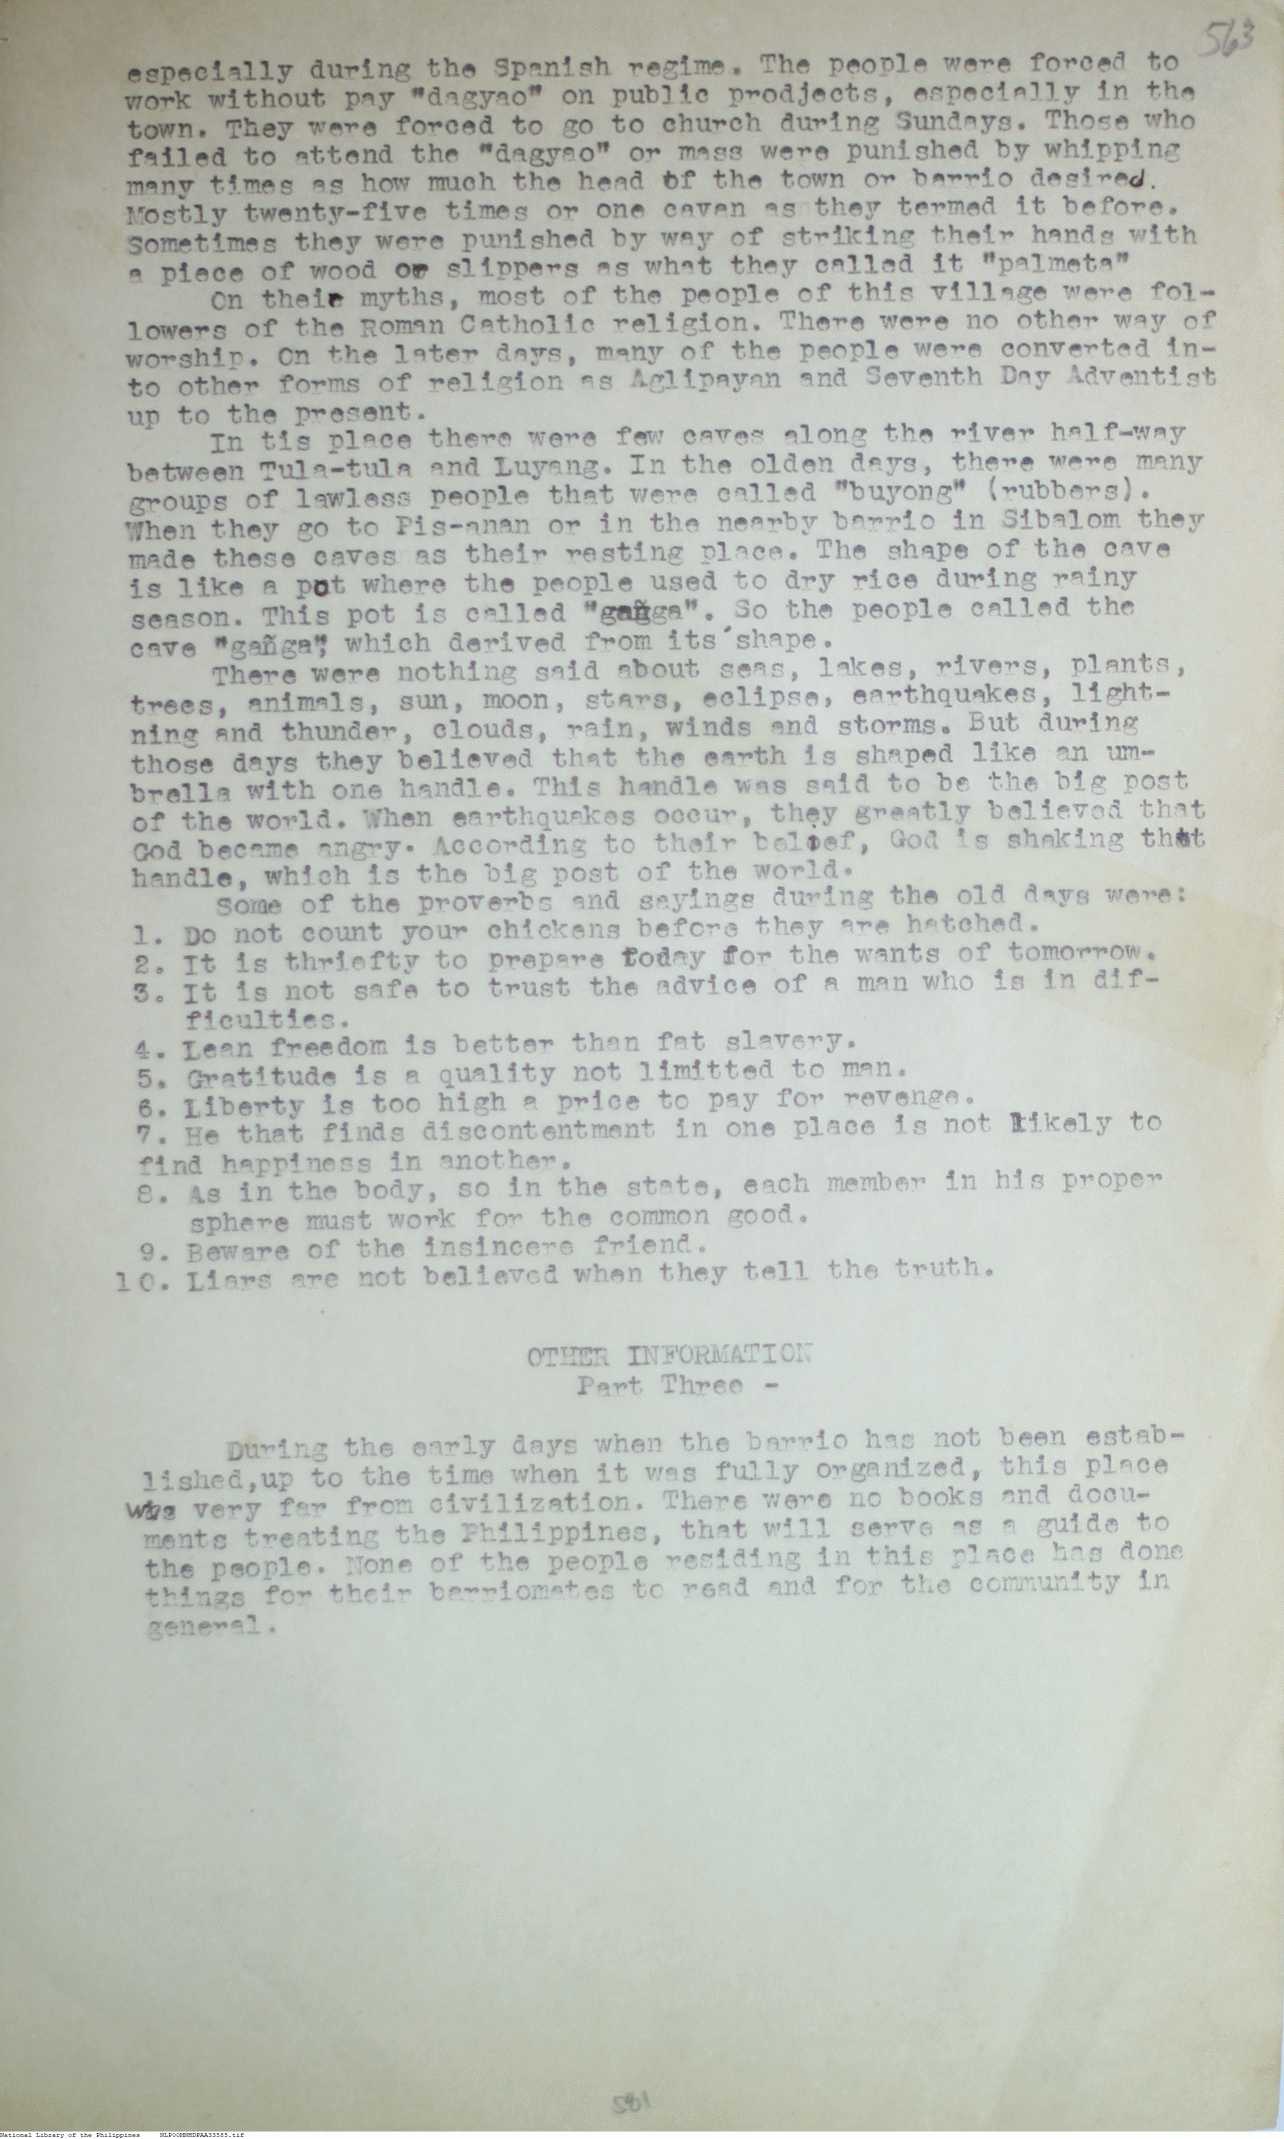 563
especially during the Spanish regime. The people were forced to
work without pay "dagyao" on public prodjects, especially in the
town. They were forced to go to church during Sundays. Those who
failed to attend the "dagyao" or mass were punished by whipping
many times as how much the head of the town or barrio desired.
Mostly twenty-five times or one cavan as they termed it before.
Sometimes they were punished by way of striking their hands with
a piece of wood or slippers as what they called it "palmeta"
On their myths, most of the people of this village were fol-
lowers of the Roman Catholic religion. There were no other way of
worship. On the later days, many of the people were converted in-
to other forms of religion as Aglipayan and Seventh Day Adventist
up to the present.
In tis place there were few caves along the river half-way
between Tula-tula and Luyang. In the olden days, there were many
groups of lawless people that were called "buyong" (rubbers).
When they go to Pis-anan or in the nearby barrio in Sibalom they
made these caves as their resting place. The shape of the cave
is like a pot where the people used to dry rice during rainy
season. This pot is called "gañga". So the people called the
cave "gañga", which derived from its shape.
There were nothing said about seas, lakes, rivers, plants,
trees, animals, sun, moon, stars, eclipse, earthquakes, light-
ning and thunder, clouds, rain, winds and storms. But during
those days they believed that the earth is shaped like an um-
brella with one handle. This handle was said to be the big post
of the world. When earthquakes occur, they greatly believed that
God became angry. According to their belief, God is shaking that
handle, which is the big post of the world.
Some of the proverbs and sayings during the old days were:
1. Do not count your chickens before they are hatched.
2. It is thriefty to prepare today for the wants of tomorrow.
3. It is not safe to trust the advice of a man who is in dif-
ficulties.
4. Lean freedom is better than fat slavery.
5. Gratitude is a quality not limitted to man.
6. Liberty is too high a price to pay for revenge.
7. He that finds discontentment in one place is not likely to
find happiness in another.
8. As in the body, so in the state, each member in his proper
sphere must work for the common good.
9. Beware of the insincere friend.
10. Liars are not believed when they tell the truth.
OTHER INFORMATION
Part Three -
During the early days when the barrio has not been estab-
lished,up to the time when it was fully organized, this place
was very far from civilization. There were no books and docu-
ments treating the Philippines, that will serve as a guide to
the people. None of the people residing in this place has done
things for their barriomates to read and for the community in
general.
581
National Library of the Philippines NLP00MNHDPAA33585.tif